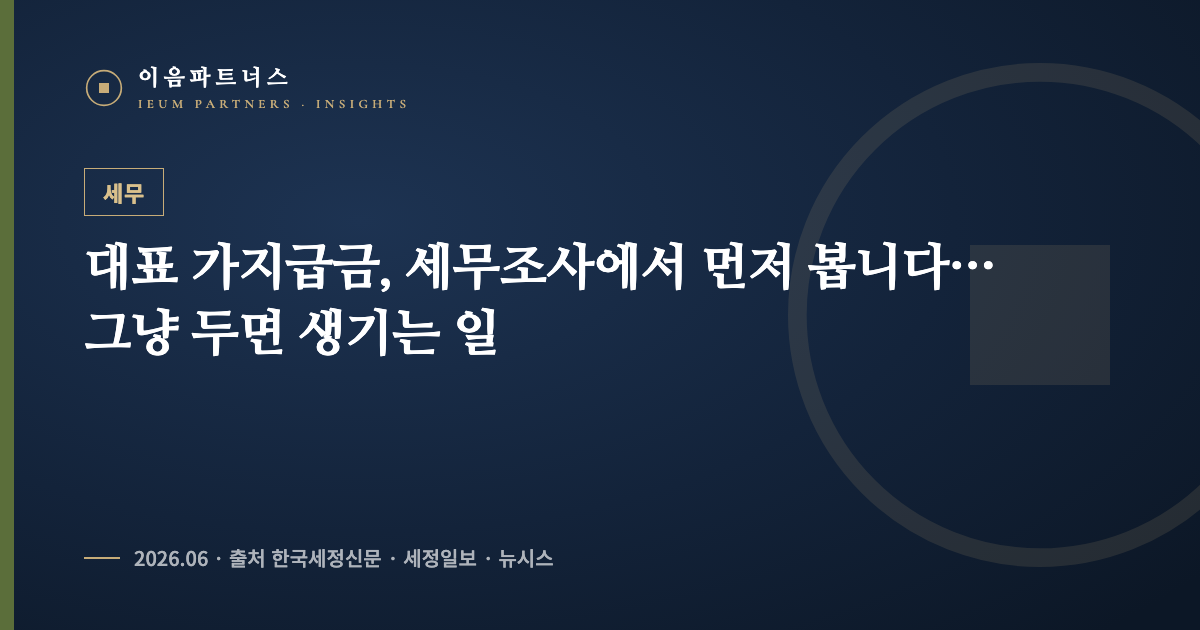 이음파트너스
IEUM PARTNERS · INSIGHTS
세무
대표 가지급금, 세무조사에서 먼저 봅니다…
그냥 두면 생기는 일
2026.06 · 출처 한국세정신문 · 세정일보 · 뉴시스